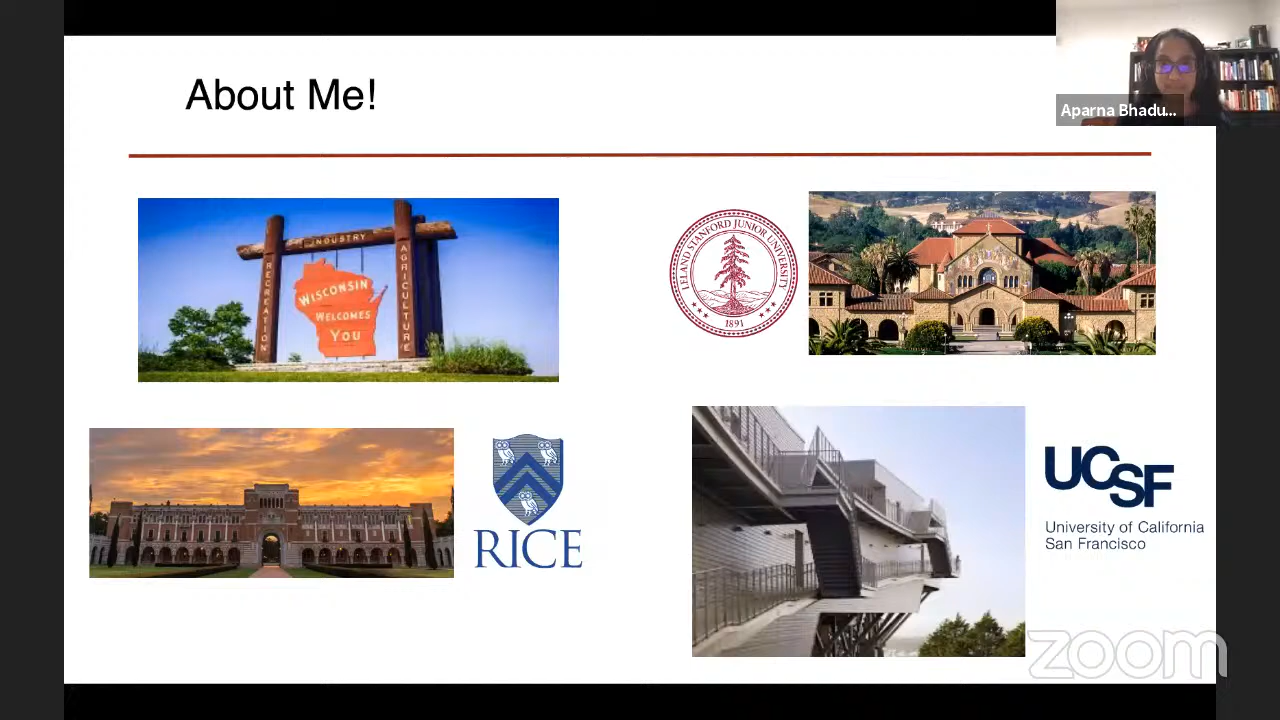 About Me!
Aparna Bhadu...
INDUSTRY
RECREATION
AGRICULTURE
WISCONSIN
WELCOMES
YOU
LELAND STANFORD JUNIOR UNIVERSITY
1891
RICE
UCSF
University of California
San Francisco
zoom